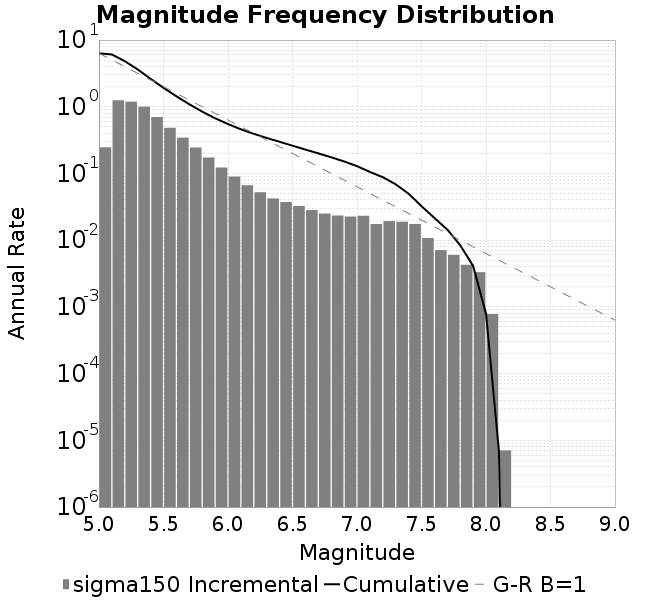 Magnitude Frequency Distribution
10^1
10^0
10^-1
10^-2
10^-3
10^-4
10^-5
10^-6
Annual Rate
5.0 5.5 6.0 6.5 7.0 7.5 8.0 8.5 9.0
Magnitude
sigma150 Incremental Cumulative G-R B=1